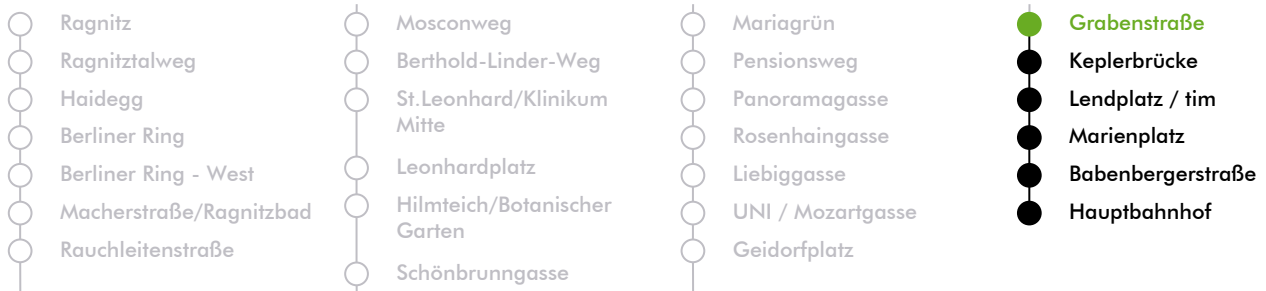 Ragnitz
Ragnitztalweg
Haidegg
Berliner Ring
Berliner Ring - West
Macherstraße/Ragnitzbad
Rauchleitenstraße
Mosconweg
Berthold-Linder-Weg
St.Leonhard/Klinikum
Mitte
Leonhardplatz
Hilmteich/Botanischer
Garten
Schönbrunngasse
Mariagrün
Pensionsweg
Panoramagasse
Rosenhaingasse
Liebiggasse
UNI / Mozartgasse
Geidorfplatz
Grabenstraße
Keplerbrücke
Lendplatz / tim
Marienplatz
Babenbergerstraße
Hauptbahnhof